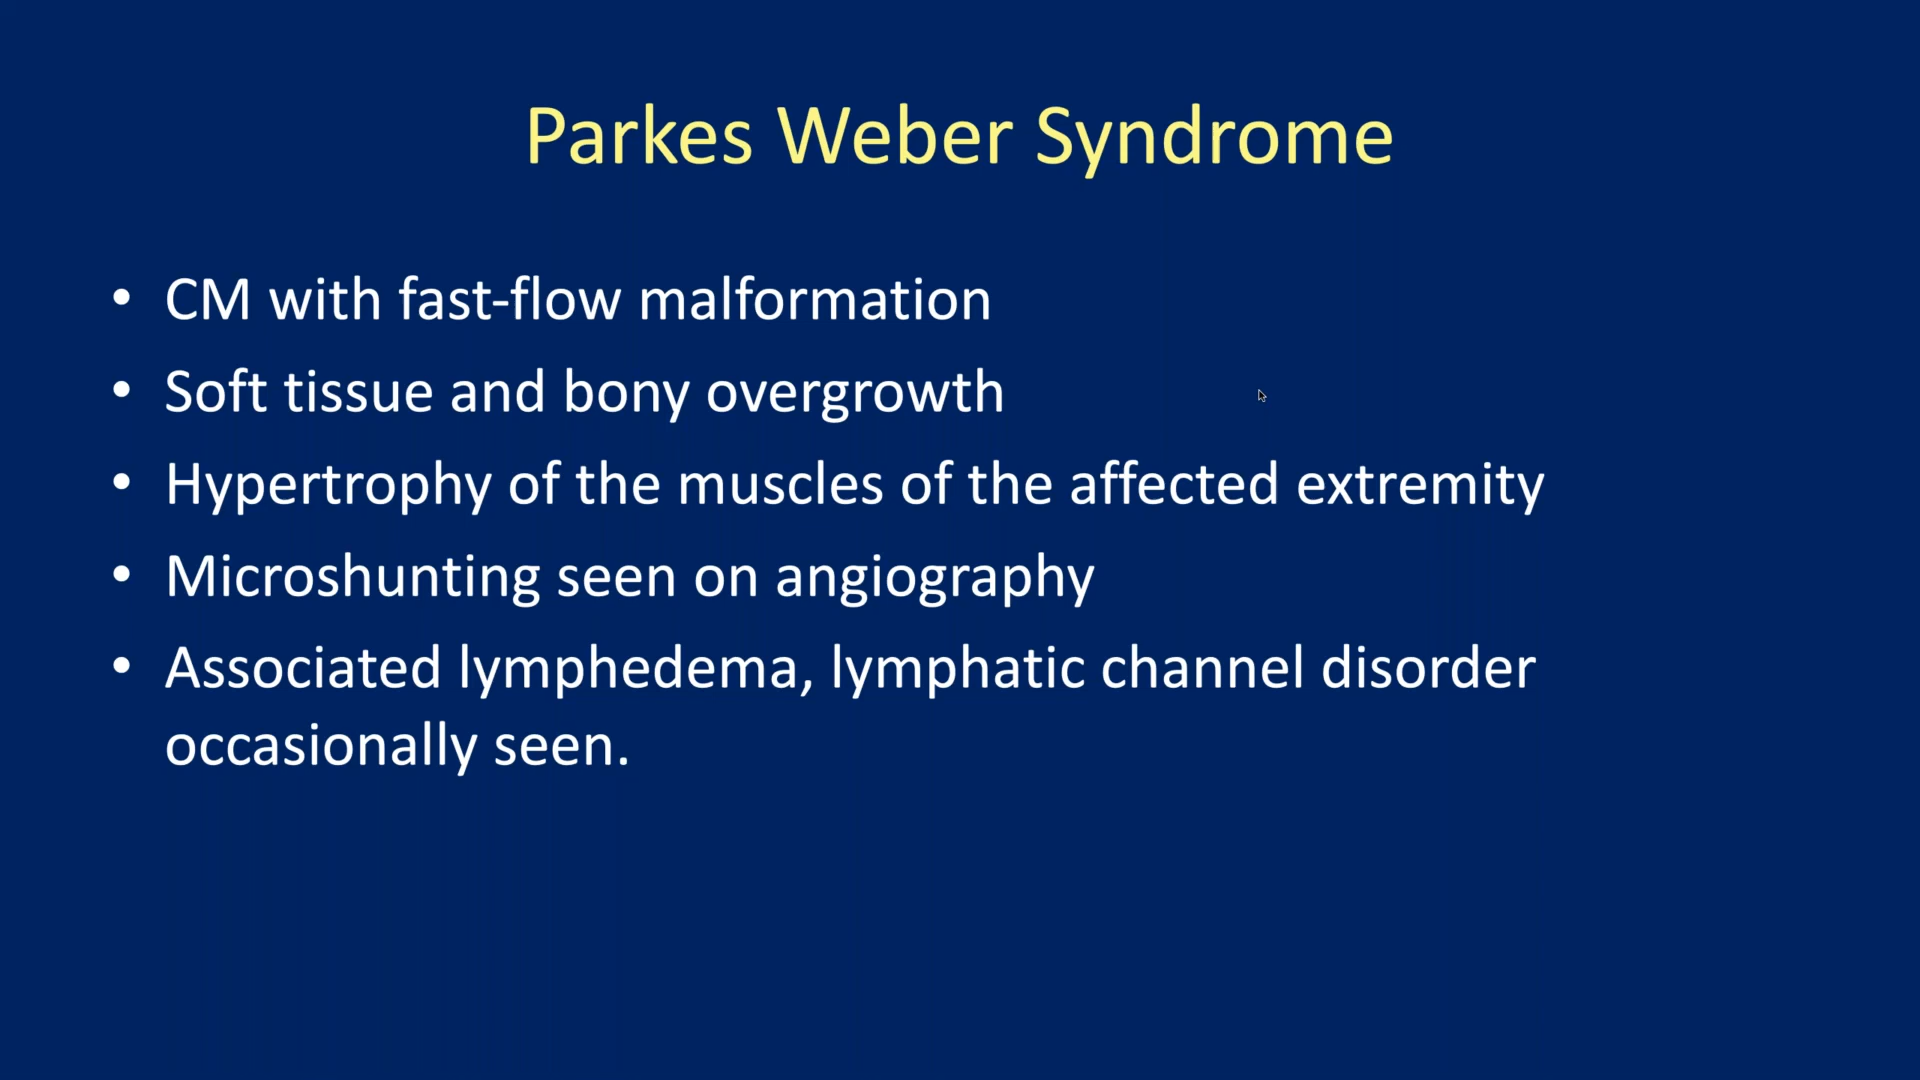 Parkes Weber Syndrome
• CM with fast-flow malformation
• Soft tissue and bony overgrowth
• Hypertrophy of the muscles of the affected extremity
• Microshunting seen on angiography
• Associated lymphedema, lymphatic channel disorder
occasionally seen.